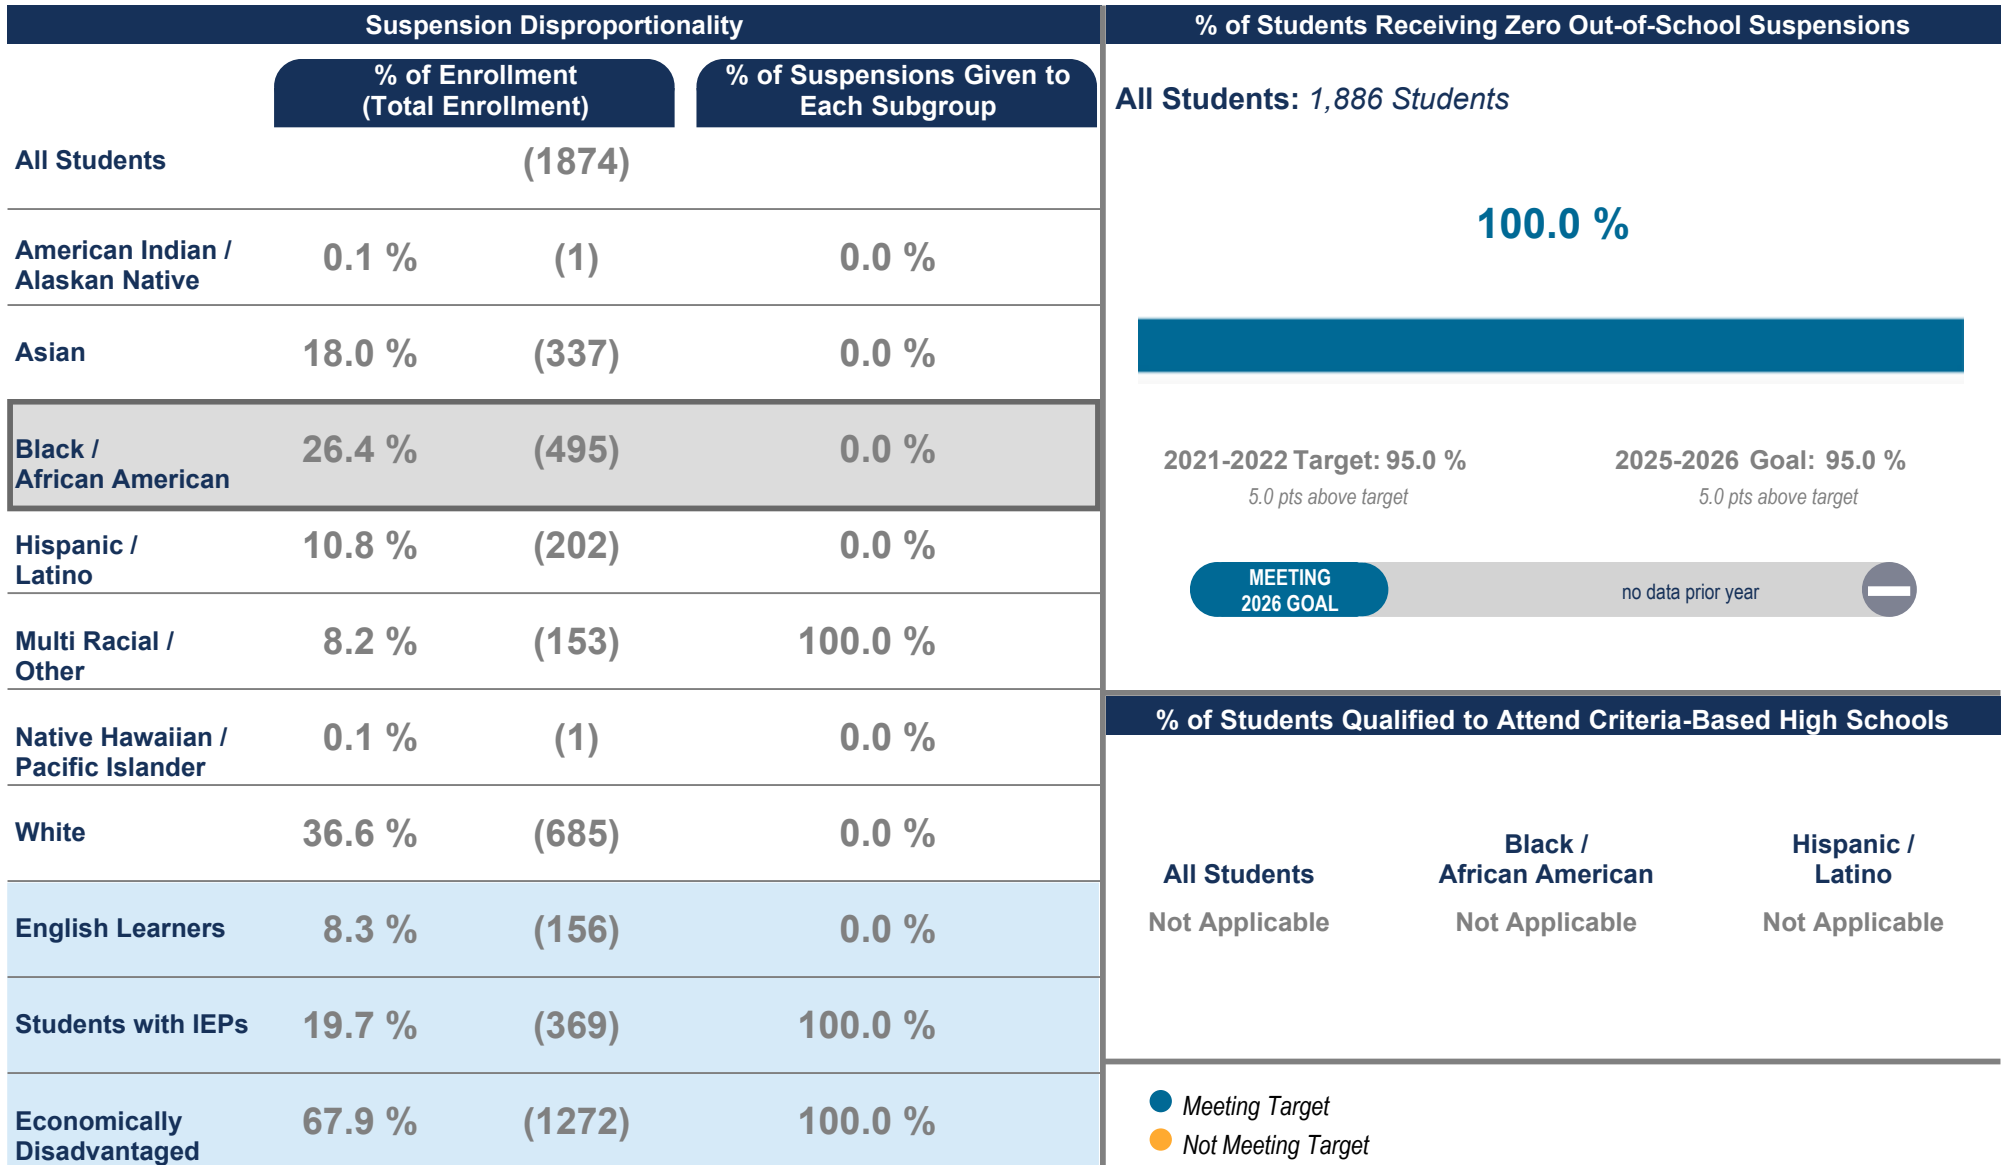 Suspension Disproportionality
% of Enrollment
(Total Enrollment)
% of Suspensions Given to
Each Subgroup
All Students (1874)
American Indian /
Alaskan Native
0.1 % (1) 0.0 %
Asian 18.0 % (337) 0.0 %
Black /
African American
26.4 % (495) 0.0 %
Hispanic /
Latino
10.8 % (202) 0.0 %
Multi Racial /
Other
8.2 % (153) 100.0 %
Native Hawaiian /
Pacific Islander
0.1 % (1) 0.0 %
White 36.6 % (685) 0.0 %
English Learners 8.3 % (156) 0.0 %
Students with IEPs 19.7 % (369) 100.0 %
Economically
Disadvantaged
67.9 % (1272) 100.0 %
% of Students Receiving Zero Out-of-School Suspensions
All Students: 1,886 Students
100.0 %
2021-2022 Target: 95.0 %
5.0 pts above target
2025-2026 Goal: 95.0 %
5.0 pts above target
MEETING
2026 GOAL
no data prior year
% of Students Qualified to Attend Criteria-Based High Schools
All Students
Not Applicable
Black /
African American
Not Applicable
Hispanic /
Latino
Not Applicable
Meeting Target
Not Meeting Target